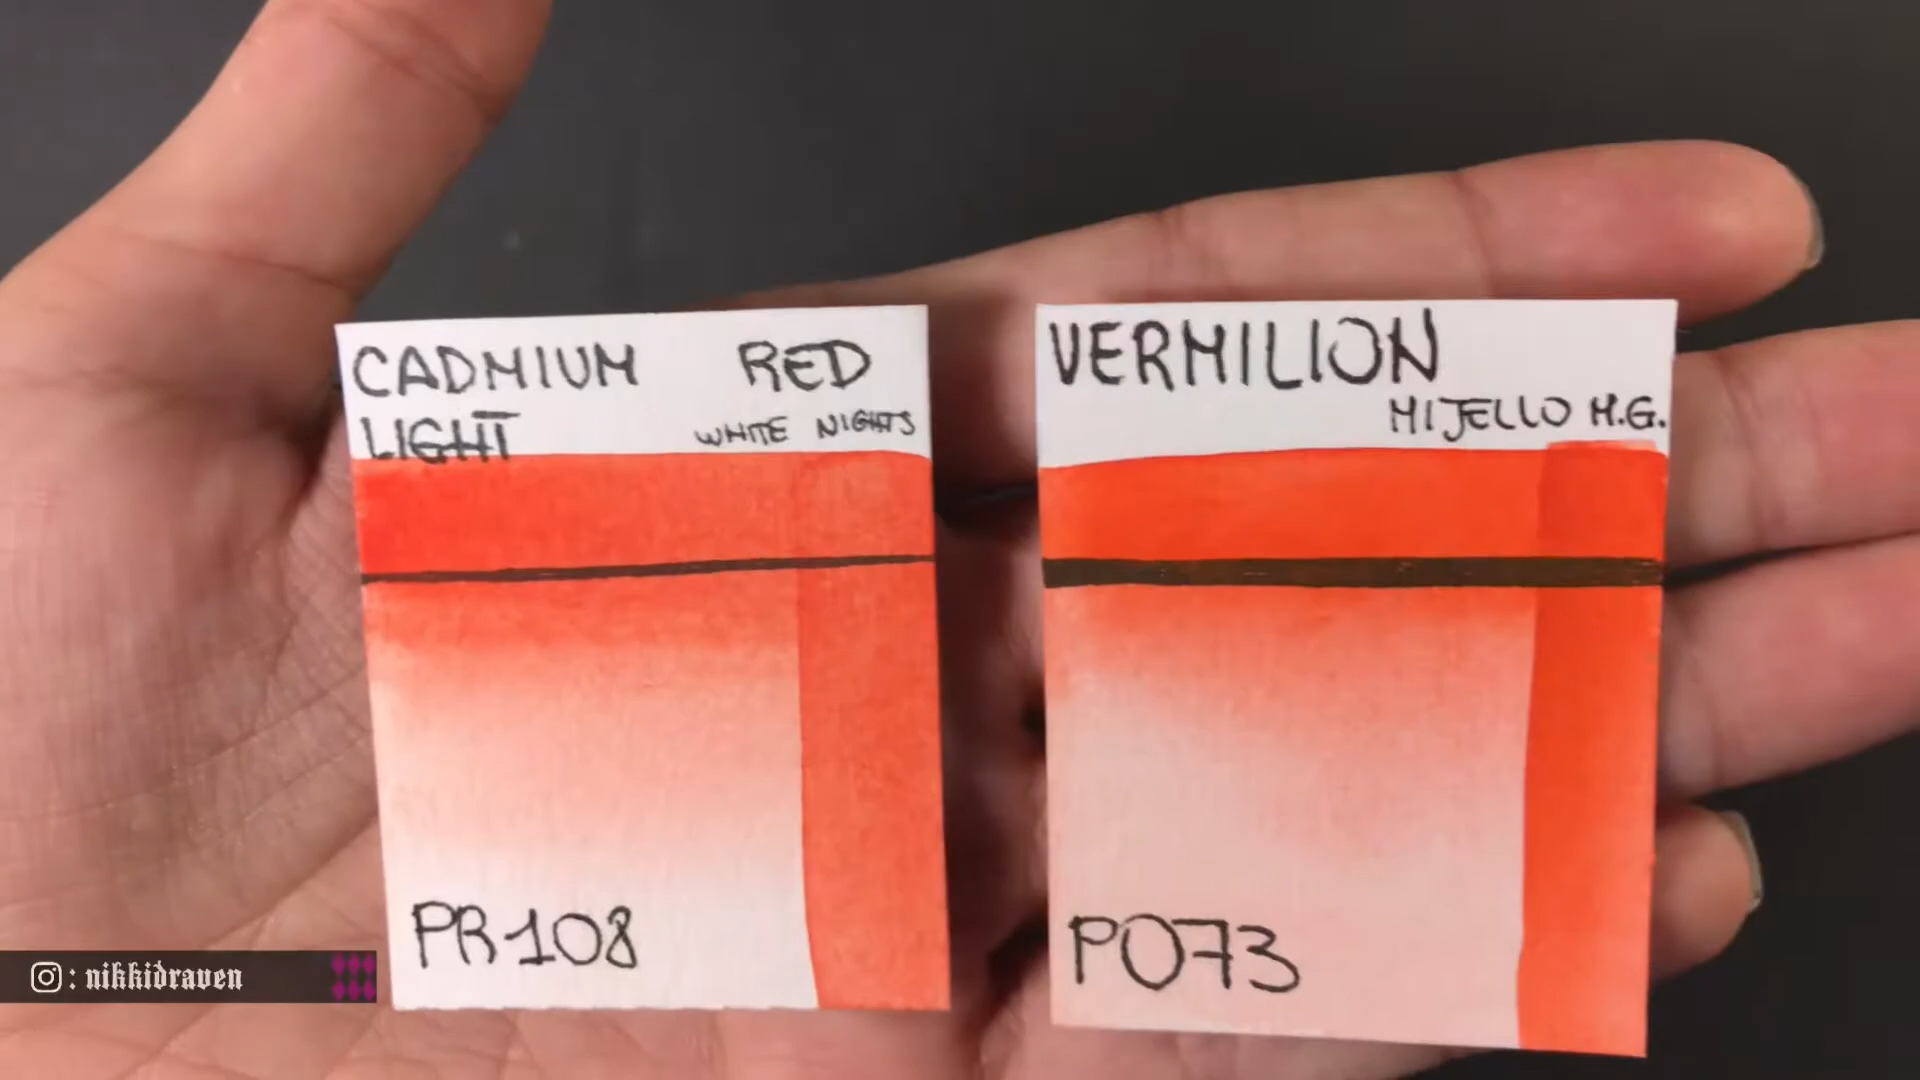 CADMIUM RED
LIGHT
WHITE NIGHTS
PR108
VERMILION
MIJELLO M.G.
PO73
: nikkidraven